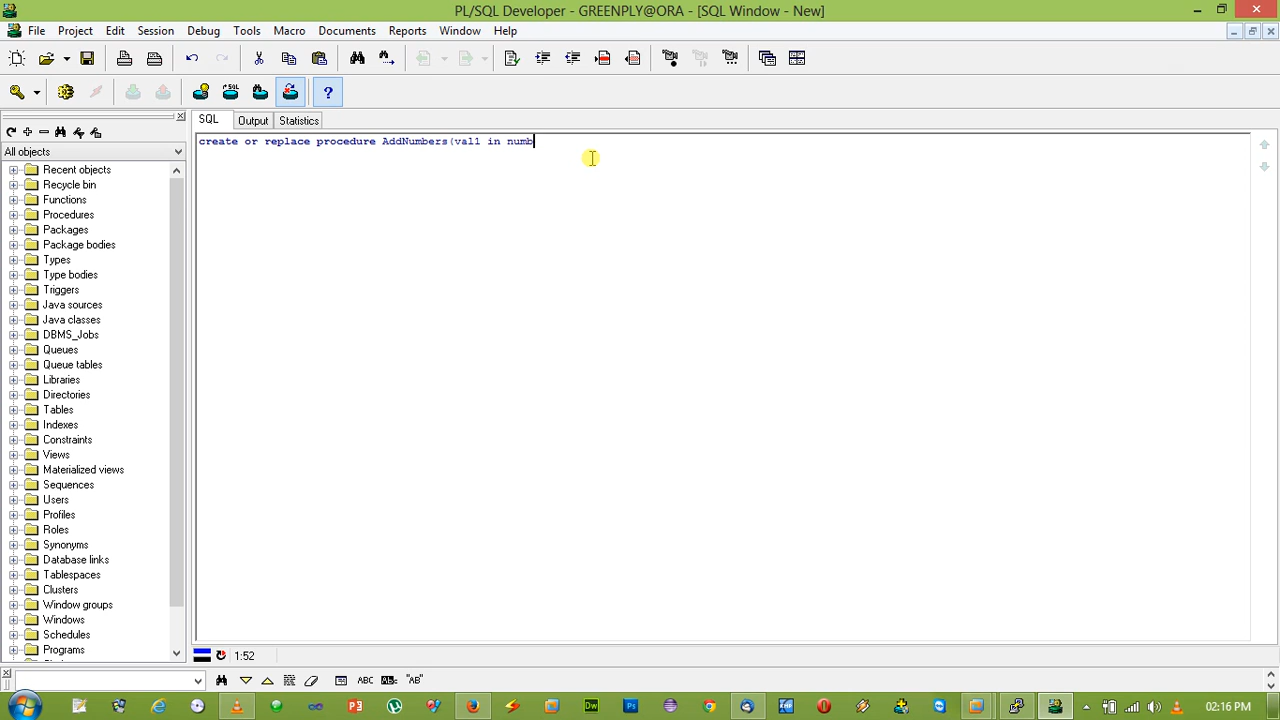 PL/SQL Developer - GREENPLY@ORA - [SQL Window - New]
File Project Edit Session Debug Tools Macro Documents Reports Window Help
SQL Output Statistics
All objects
create or replace procedure AddNumbers(val1 in numb
Recent objects
Recycle bin
Functions
Procedures
Packages
Package bodies
Types
Type bodies
Triggers
Java sources
Java classes
DBMS_Jobs
Queues
Queue tables
Libraries
Directories
Tables
Indexes
Constraints
Views
Materialized views
Sequences
Users
Profiles
Roles
Synonyms
Database links
Tablespaces
Clusters
Window groups
Windows
Schedules
Programs
1:52
ABC "AB"
02:16 PM